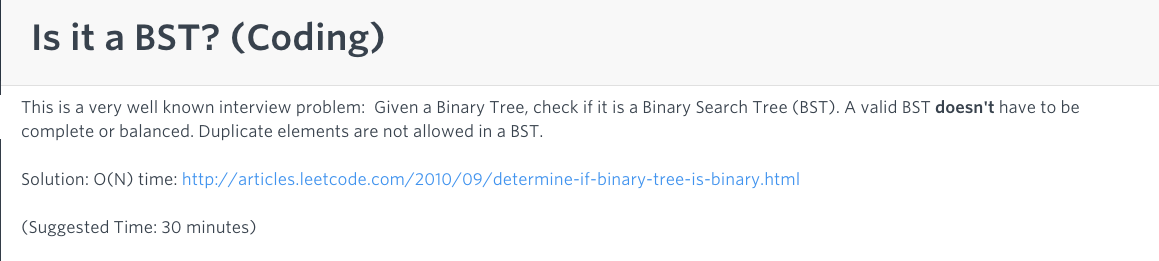 Is it a BST? (Coding)
This is a very well known interview problem:  Given a Binary Tree, check if it is a Binary Search Tree (BST). A valid BST doesn't have to be
complete or balanced. Duplicate elements are not allowed in a BST.
Solution: O(N) time: http://articles.leetcode.com/2010/09/determine-if-binary-tree-is-binary.html
(Suggested Time: 30 minutes)